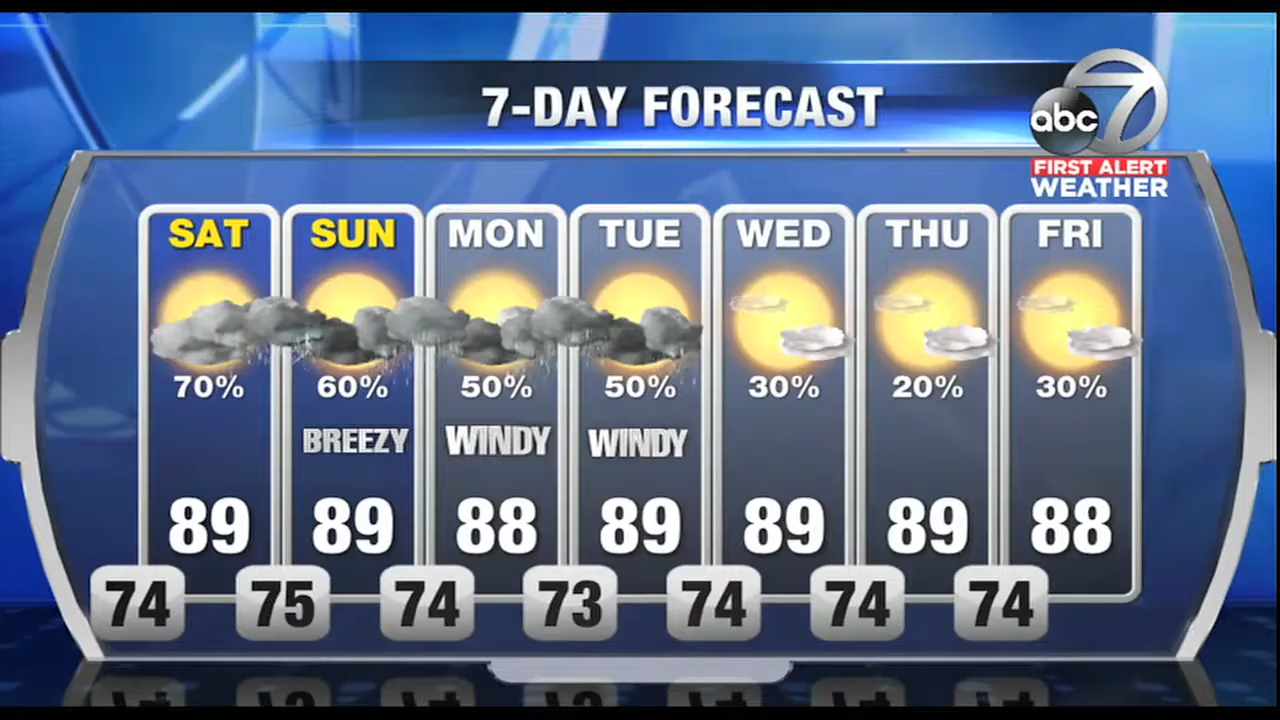 7-DAY FORECAST
abc 7
FIRST ALERT
WEATHER
SAT SUN MON TUE WED THU FRI
70% 60% 50% 50% 30% 20% 30%
BREEZY WINDY WINDY
89 89 88 89 89 89 88
74 75 74 73 74 74 74